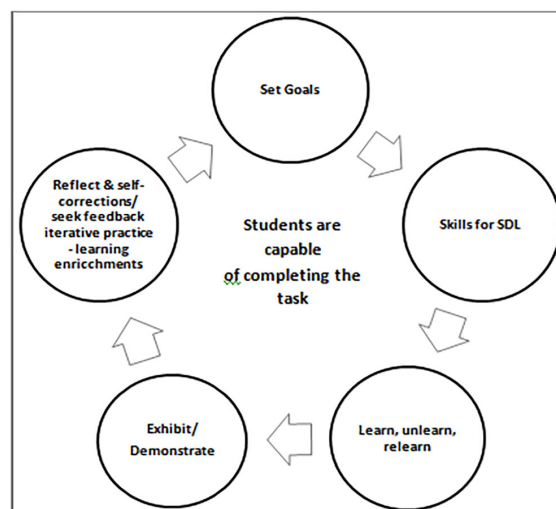 Set Goals
Skills for SDL
Learn, unlearn,
relearn
Exhibit/
Demonstrate
Reflect & self-
corrections/
seek feedback
iterative practice
- learning
enricchments
Students are
capable
of completing the
task